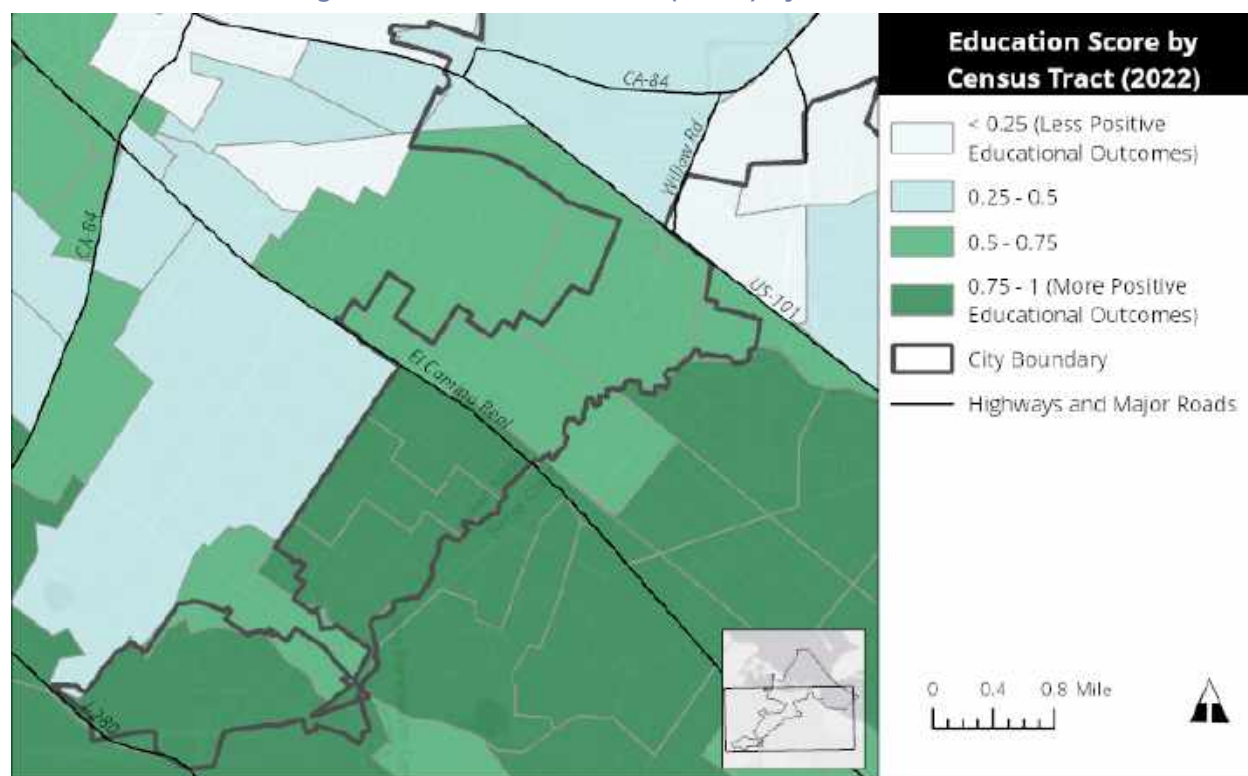 Education Score by
Census Tract (2022)
< 0.25 (Less Positive
Educational Outcomes)
0.25 - 0.5
0.5 - 0.75
0.75 - 1 (More Positive
Educational Outcomes)
City Boundary
Highways and Major Roads
CA-84
Willow Rd
CA-84
US-101
El Camino Real
I-280
0 0.4 0.8 Mile